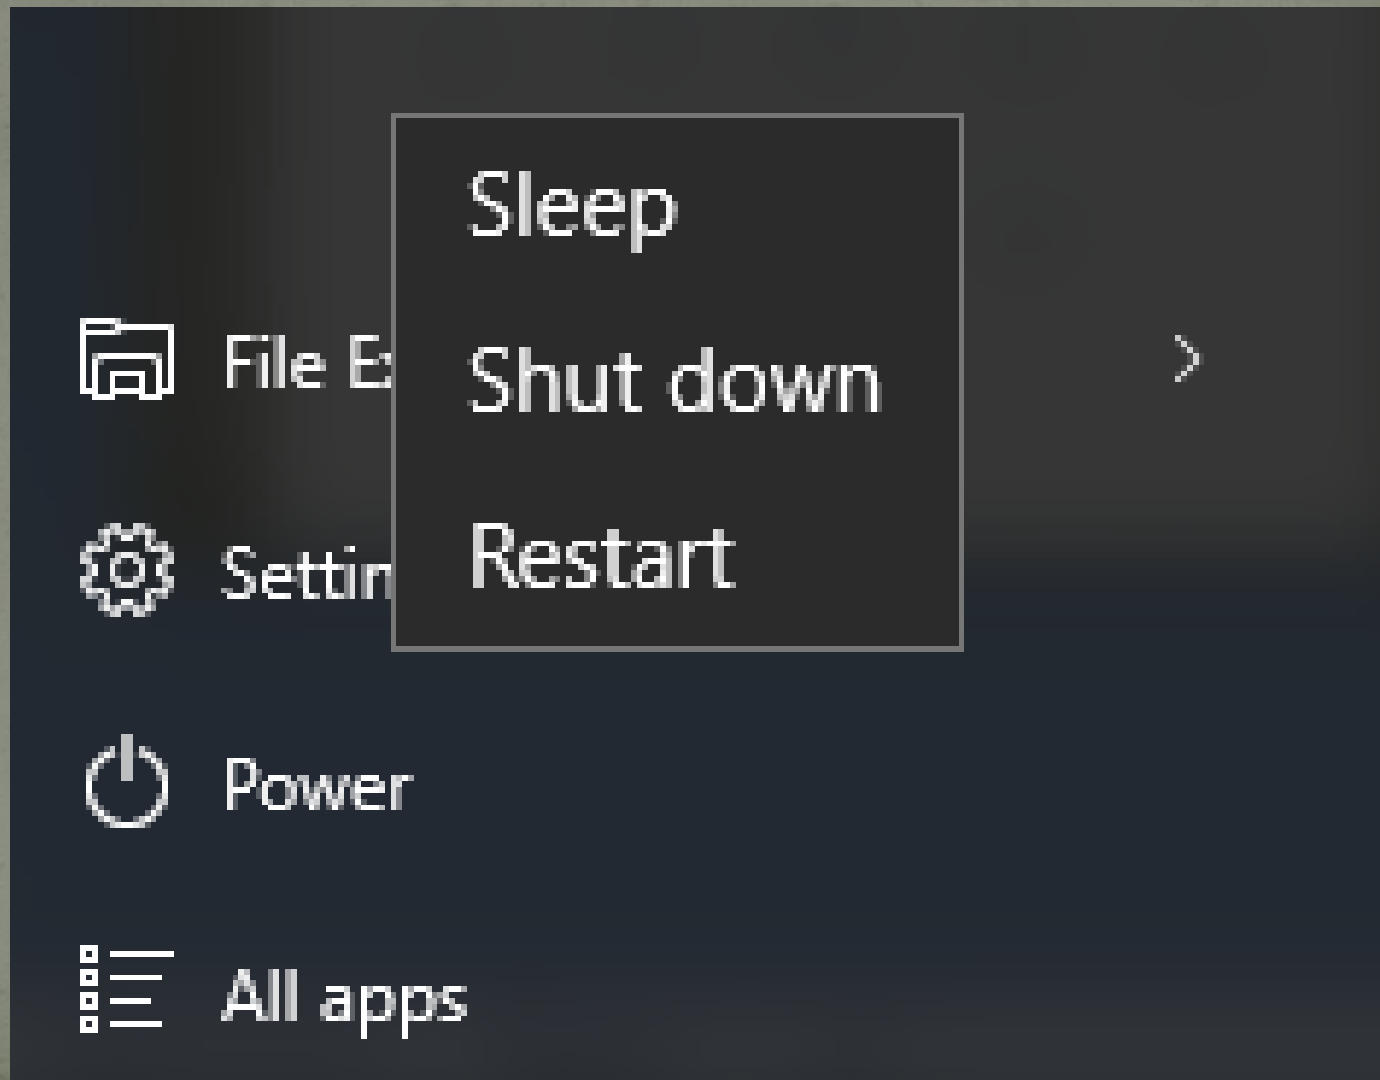 Sleep
Shut down
Restart
File E
Settin
Power
All apps